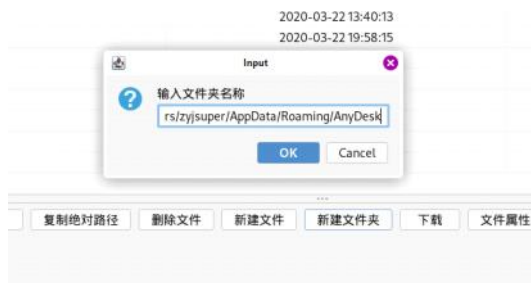 2020-03-22 13:40:13
2020-03-22 19:58:15
Input
输入文件夹名称
rs/zyjsuper/AppData/Roaming/AnyDesk
OK Cancel
复制绝对路径 删除文件 新建文件 新建文件夹 下载 文件属性